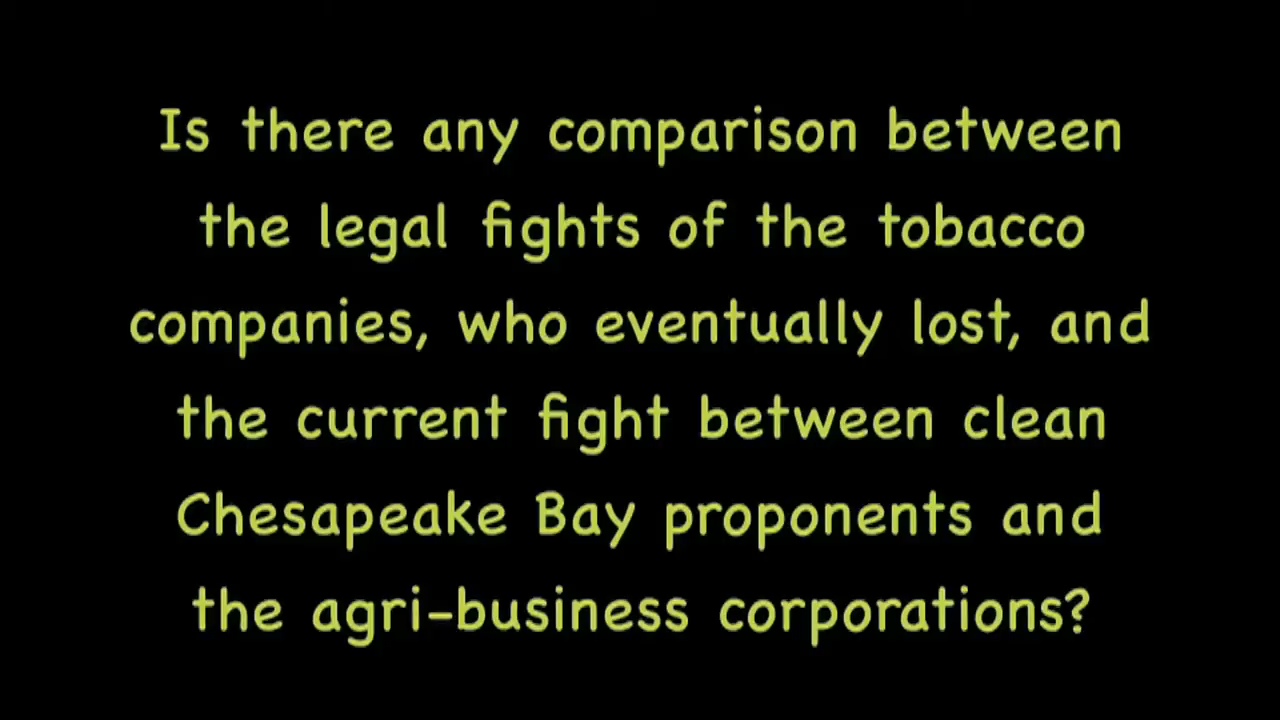 Is there any comparison between
the legal fights of the tobacco
companies, who eventually lost, and
the current fight between clean
Chesapeake Bay proponents and
the agri-business corporations?